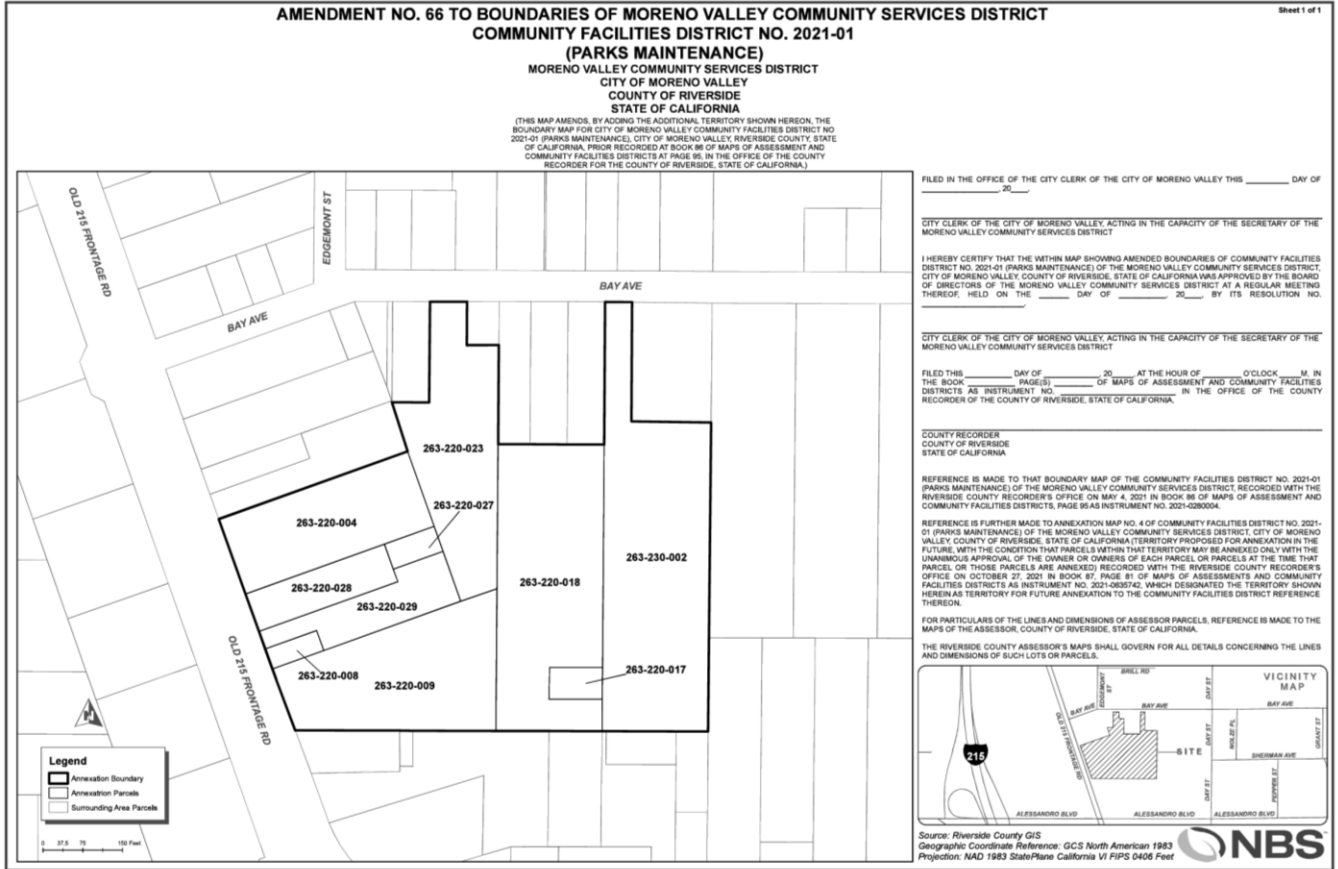 AMENDMENT NO. 66 TO BOUNDARIES OF MORENO VALLEY COMMUNITY SERVICES DISTRICT
Sheet 1 of 1
COMMUNITY FACILITIES DISTRICT NO. 2021-01
(PARKS MAINTENANCE)
MORENO VALLEY COMMUNITY SERVICES DISTRICT
CITY OF MORENO VALLEY
COUNTY OF RIVERSIDE
STATE OF CALIFORNIA
(THIS MAP AMENDS, BY ADDING THE ADDITIONAL TERRITORY SHOWN HEREON, THE
BOUNDARY MAP FOR CITY OF MORENO VALLEY COMMUNITY FACILITIES DISTRICT NO
2021-01 (PARKS MAINTENANCE), CITY OF MORENO VALLEY, RIVERSIDE COUNTY, STATE
OF CALIFORNIA, PRIOR RECORDED AT BOOK 86 OF MAPS OF ASSESSMENT AND
COMMUNITY FACILITIES DISTRICTS AT PAGE 95, IN THE OFFICE OF THE COUNTY
RECORDER FOR THE COUNTY OF RIVERSIDE, STATE OF CALIFORNIA.)
OLD 215 FRONTAGE RD
EDGEMONT ST
BAY AVE
BAY AVE
263-220-023
263-220-027
263-220-004
263-230-002
263-220-018
263-220-028
263-220-029
263-220-017
263-220-008
263-220-009
OLD 215 FRONTAGE RD
Legend
Annexation Boundary
Annexatrion Parcels
Surrounding Area Parcels
0 37.5 75 150 Feet
FILED IN THE OFFICE OF THE CITY CLERK OF THE CITY OF MORENO VALLEY THIS ________ DAY OF
______________, 20___.
CITY CLERK OF THE CITY OF MORENO VALLEY, ACTING IN THE CAPACITY OF THE SECRETARY OF THE
MORENO VALLEY COMMUNITY SERVICES DISTRICT
I HEREBY CERTIFY THAT THE WITHIN MAP SHOWING AMENDED BOUNDARIES OF COMMUNITY FACILITIES
DISTRICT NO. 2021-01 (PARKS MAINTENANCE) OF THE MORENO VALLEY COMMUNITY SERVICES DISTRICT,
CITY OF MORENO VALLEY, COUNTY OF RIVERSIDE, STATE OF CALIFORNIA WAS APPROVED BY THE BOARD
OF DIRECTORS OF THE MORENO VALLEY COMMUNITY SERVICES DISTRICT AT A REGULAR MEETING
THEREOF, HELD ON THE ______ DAY OF _________, 20___, BY ITS RESOLUTION NO.
______________.
CITY CLERK OF THE CITY OF MORENO VALLEY, ACTING IN THE CAPACITY OF THE SECRETARY OF THE
MORENO VALLEY COMMUNITY SERVICES DISTRICT
FILED THIS ________ DAY OF ____________, 20___, AT THE HOUR OF _______ O'CLOCK ____M. IN
THE BOOK ________ PAGE(S) _______ OF MAPS OF ASSESSMENT AND COMMUNITY FACILITIES
DISTRICTS AS INSTRUMENT NO. ________________ IN THE OFFICE OF THE COUNTY
RECORDER OF THE COUNTY OF RIVERSIDE, STATE OF CALIFORNIA.
COUNTY RECORDER
COUNTY OF RIVERSIDE
STATE OF CALIFORNIA
REFERENCE IS MADE TO THAT BOUNDARY MAP OF THE COMMUNITY FACILITIES DISTRICT NO. 2021-01
(PARKS MAINTENANCE) OF THE MORENO VALLEY COMMUNITY SERVICES DISTRICT, RECORDED WITH THE
RIVERSIDE COUNTY RECORDER'S OFFICE ON MAY 4, 2021 IN BOOK 86 OF MAPS OF ASSESSMENT AND
COMMUNITY FACILITIES DISTRICTS, PAGE 95 AS INSTRUMENT NO. 2021-0280004.
REFERENCE IS FURTHER MADE TO ANNEXATION MAP NO. 4 OF COMMUNITY FACILITIES DISTRICT NO. 2021-
01 (PARKS MAINTENANCE) OF THE MORENO VALLEY COMMUNITY SERVICES DISTRICT, CITY OF MORENO
VALLEY, COUNTY OF RIVERSIDE, STATE OF CALIFORNIA (TERRITORY PROPOSED FOR ANNEXATION IN THE
FUTURE, WITH THE CONDITION THAT PARCELS WITHIN THAT TERRITORY MAY BE ANNEXED ONLY WITH THE
UNANIMOUS APPROVAL OF THE OWNER OR OWNERS OF EACH PARCEL OR PARCELS AT THE TIME THAT
PARCEL OR THOSE PARCELS ARE ANNEXED) RECORDED WITH THE RIVERSIDE COUNTY RECORDER'S
OFFICE ON OCTOBER 27, 2021 IN BOOK 87, PAGE 81 OF MAPS OF ASSESSMENTS AND COMMUNITY
FACILITIES DISTRICTS AS INSTRUMENT NO. 2021-0635742, WHICH DESIGNATED THE TERRITORY SHOWN
HEREIN AS TERRITORY FOR FUTURE ANNEXATION TO THE COMMUNITY FACILITIES DISTRICT REFERENCE
THEREON.
FOR PARTICULARS OF THE LINES AND DIMENSIONS OF ASSESSOR PARCELS, REFERENCE IS MADE TO THE
MAPS OF THE ASSESSOR, COUNTY OF RIVERSIDE, STATE OF CALIFORNIA.
THE RIVERSIDE COUNTY ASSESSOR'S MAPS SHALL GOVERN FOR ALL DETAILS CONCERNING THE LINES
AND DIMENSIONS OF SUCH LOTS OR PARCELS.
VICINITY
MAP
BRILL RD
EDGEMONT
ST
DAY ST
BAY AVE
BAY AVE
BAY AVE
OLD 215 FRONTAGE RD
215
SITE
DAY ST
GRANT ST
SHERMAN AVE
DAY ST
PEPPER ST
ALESSANDRO BLVD
ALESSANDRO BLVD
ALESSANDRO BLVD
Source: Riverside County GIS
Geographic Coordinate Reference: GCS North American 1983
Projection: NAD 1983 StatePlane California VI FIPS 0406 Feet
NBS